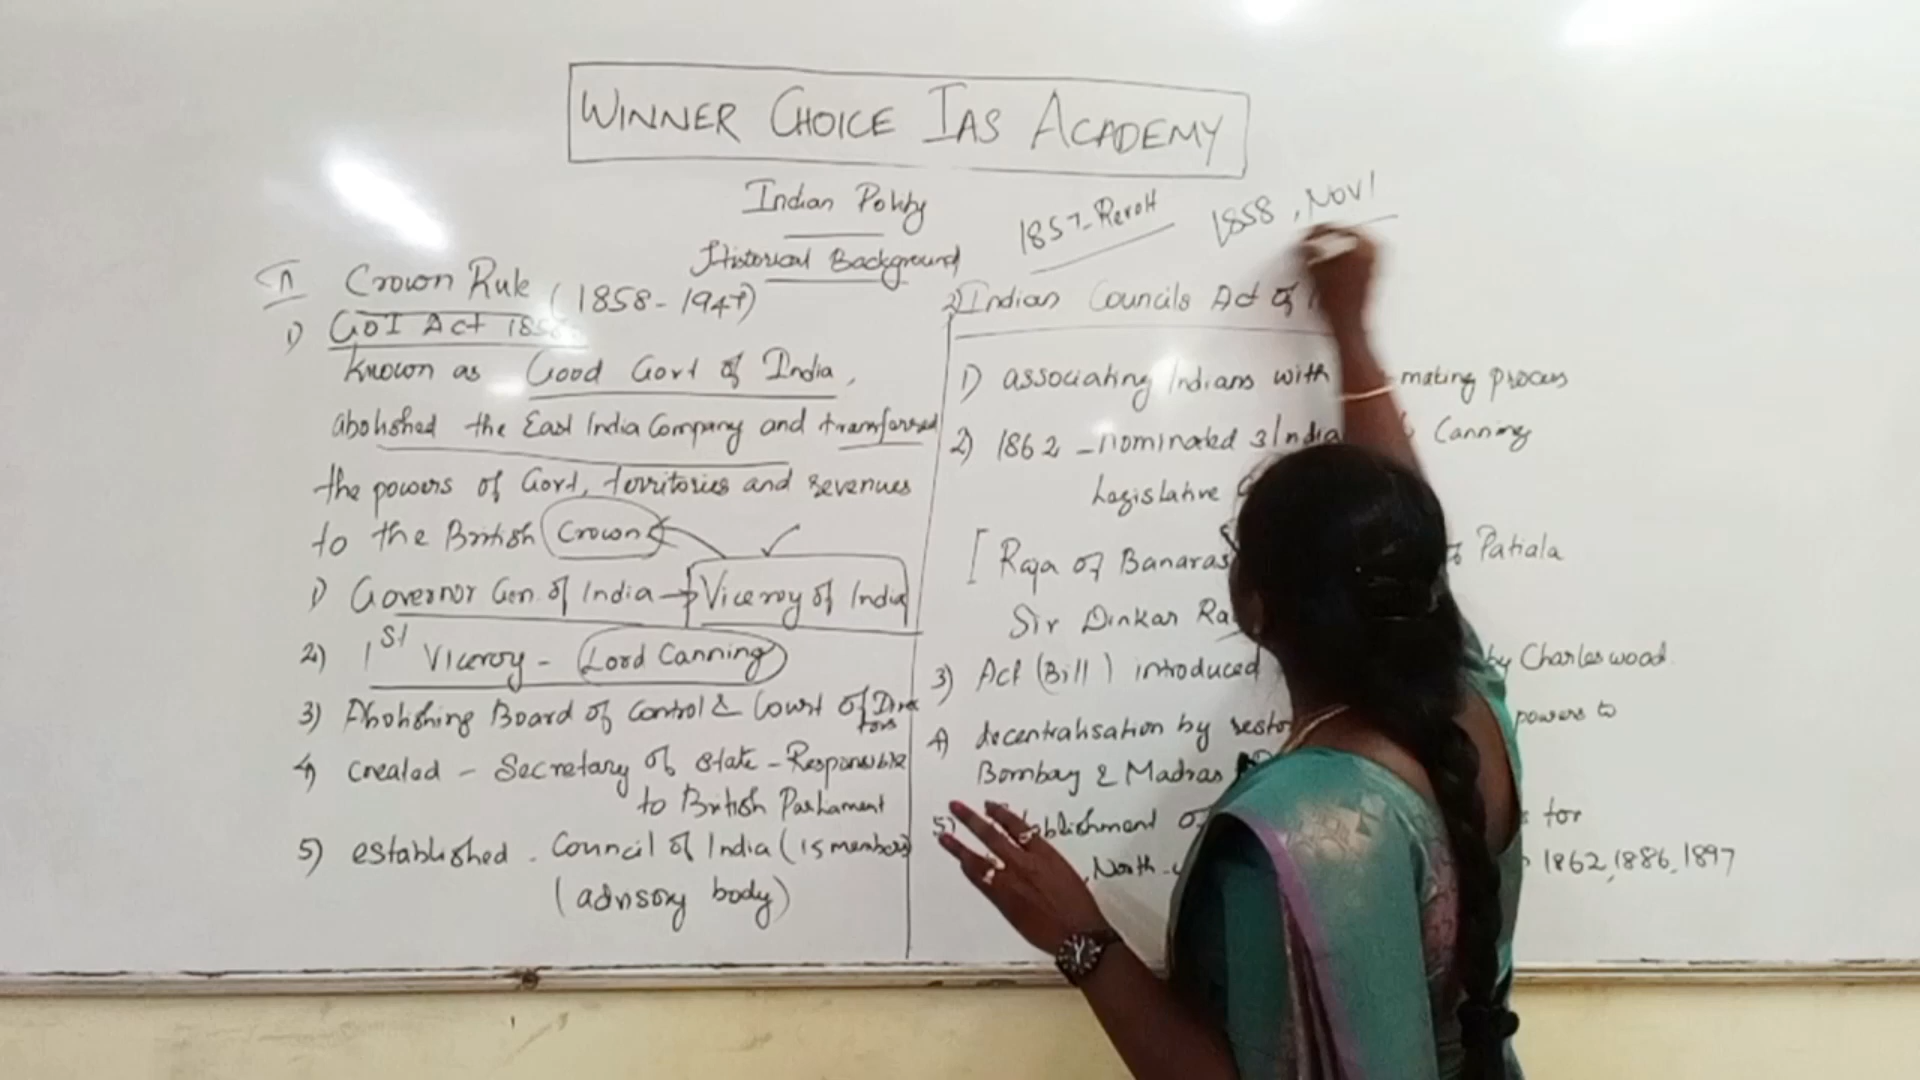 WINNER CHOICE IAS ACADEMY
Indian Polity
Historical Background
1857-Revolt
1858, Nov 1
II Crown Rule (1858-1947)
1) GOI Act 1858
known as Good Govt of India,
abolished the East India Company and transferred
the powers of Govt, territories and revenues
to the British Crown
1) Governor Gen. of India → Viceroy of India
2) 1st Viceroy - Lord Canning
3) Abolishing Board of Control & Court of Directors
4) created - Secretary of state - Responsible
to British Parliament
5) established - Council of India (15 members)
(advisory body)
2) Indian Councils Act of
1) associating Indians with making process
2) 1862 - nominated 3 India Canning
Legislative
[ Raja of Banaras Patiala
Sir Dinkar
3) Act (Bill) introduced by Charles wood
4) decentralisation by powers to
Bombay & Madras
5) for
North- 1862, 1886, 1897